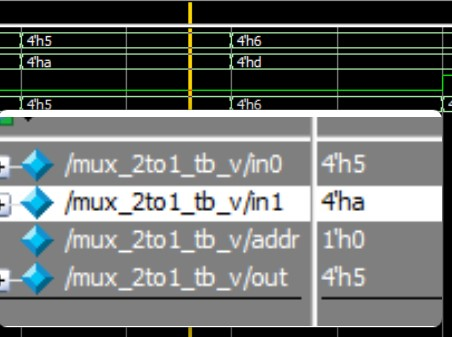 4'h5 4'h6
4'ha 4'hd
4'h5 4'h6 4
/mux_2to1_tb_v/in0 4'h5
/mux_2to1_tb_v/in1 4'ha
/mux_2to1_tb_v/addr 1'h0
/mux_2to1_tb_v/out 4'h5